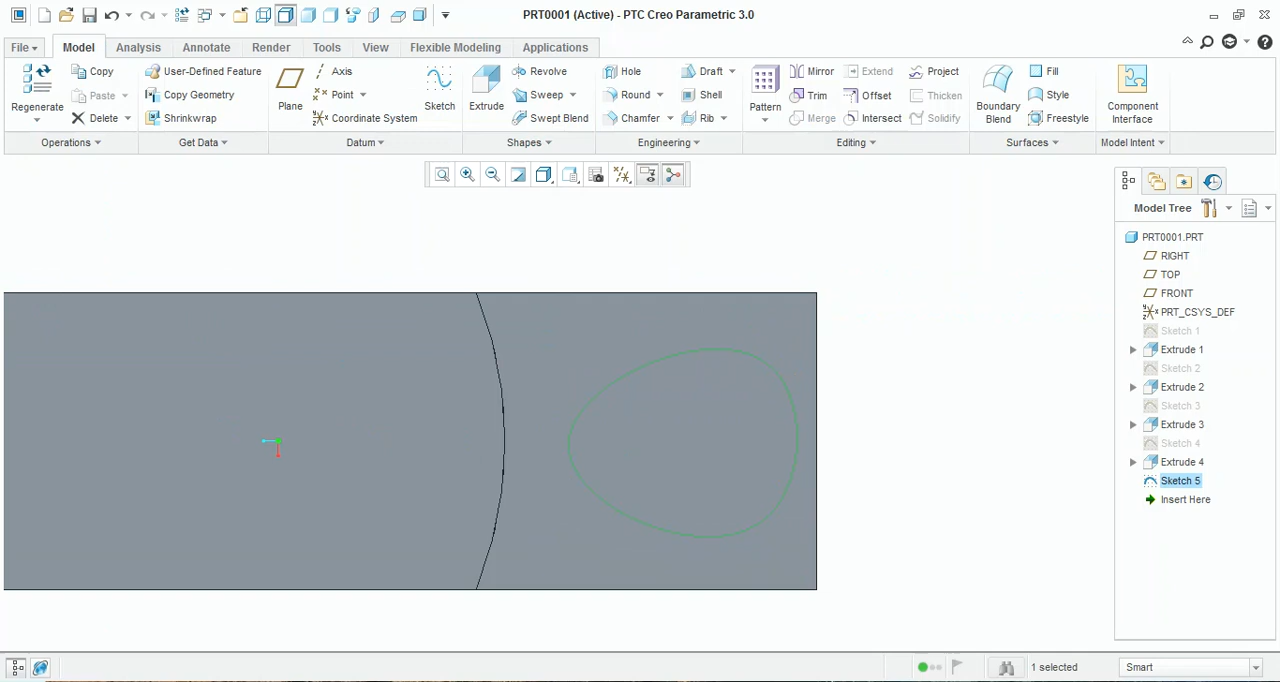 PRT0001 (Active) - PTC Creo Parametric 3.0
File Model Analysis Annotate Render Tools View Flexible Modeling Applications
Regenerate
Copy
Paste
Delete
Operations
User-Defined Feature
Copy Geometry
Shrinkwrap
Get Data
Plane
Axis
Point
Coordinate System
Sketch
Datum
Extrude
Revolve
Sweep
Swept Blend
Shapes
Hole
Round
Chamfer
Draft
Shell
Rib
Engineering
Pattern
Mirror
Trim
Merge
Extend
Offset
Intersect
Project
Thicken
Solidify
Editing
Boundary
Blend
Fill
Style
Freestyle
Surfaces
Component
Interface
Model Intent
Model Tree
PRT0001.PRT
RIGHT
TOP
FRONT
PRT_CSYS_DEF
Sketch 1
Extrude 1
Sketch 2
Extrude 2
Sketch 3
Extrude 3
Sketch 4
Extrude 4
Sketch 5
Insert Here
1 selected
Smart